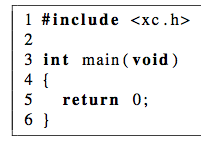 1 #include <xc.h>
2
3 int main(void)
4 {
5   return 0;
6 }